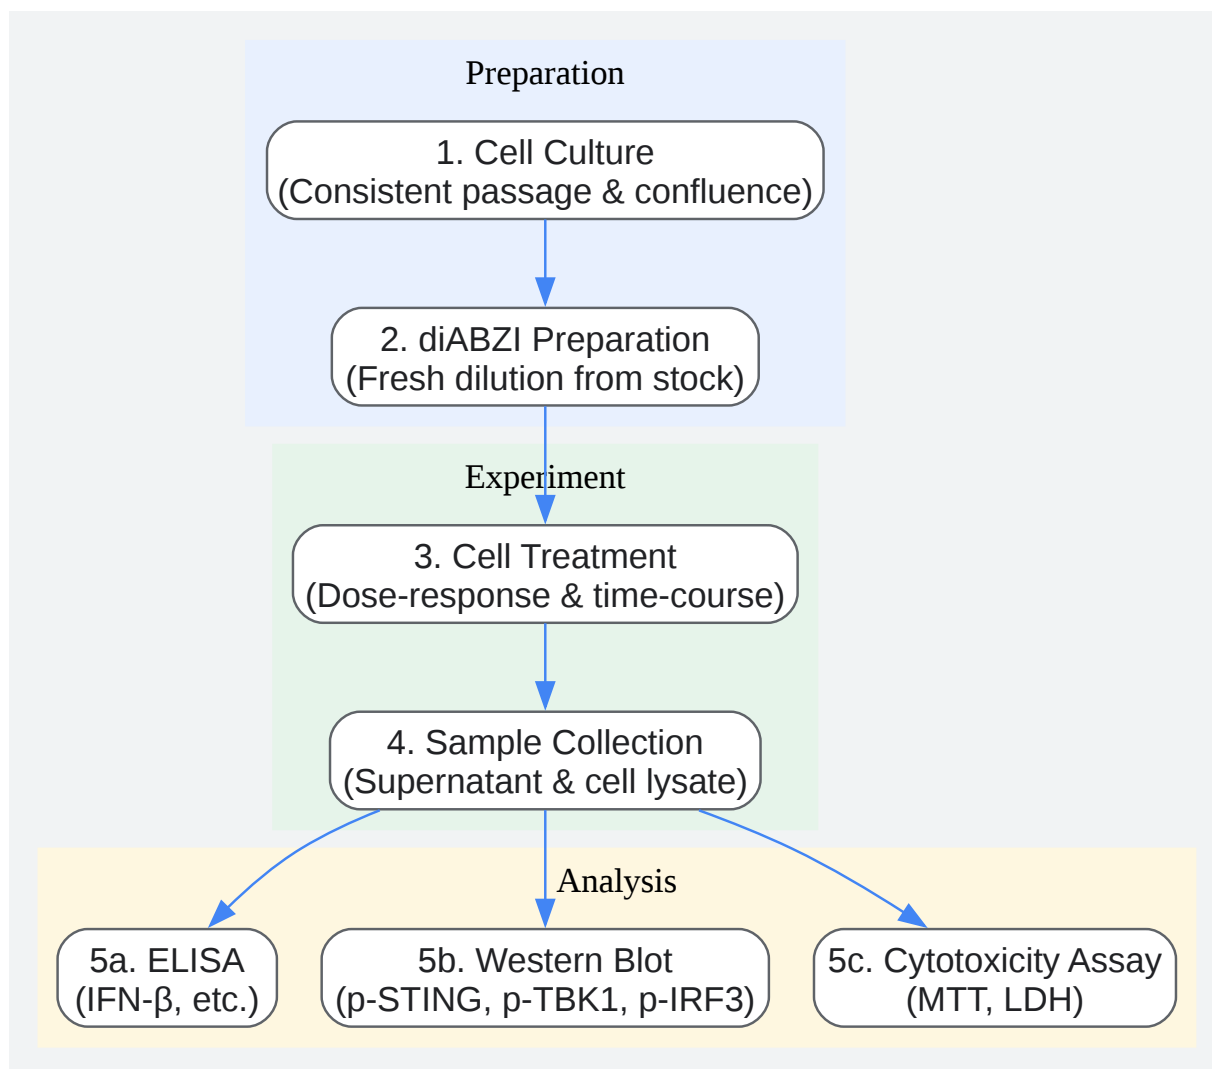 Preparation
1. Cell Culture
(Consistent passage & confluence)
2. diABZI Preparation
(Fresh dilution from stock)
Experiment
3. Cell Treatment
(Dose-response & time-course)
4. Sample Collection
(Supernatant & cell lysate)
Analysis
5a. ELISA
(IFN-β, etc.)
5b. Western Blot
(p-STING, p-TBK1, p-IRF3)
5c. Cytotoxicity Assay
(MTT, LDH)